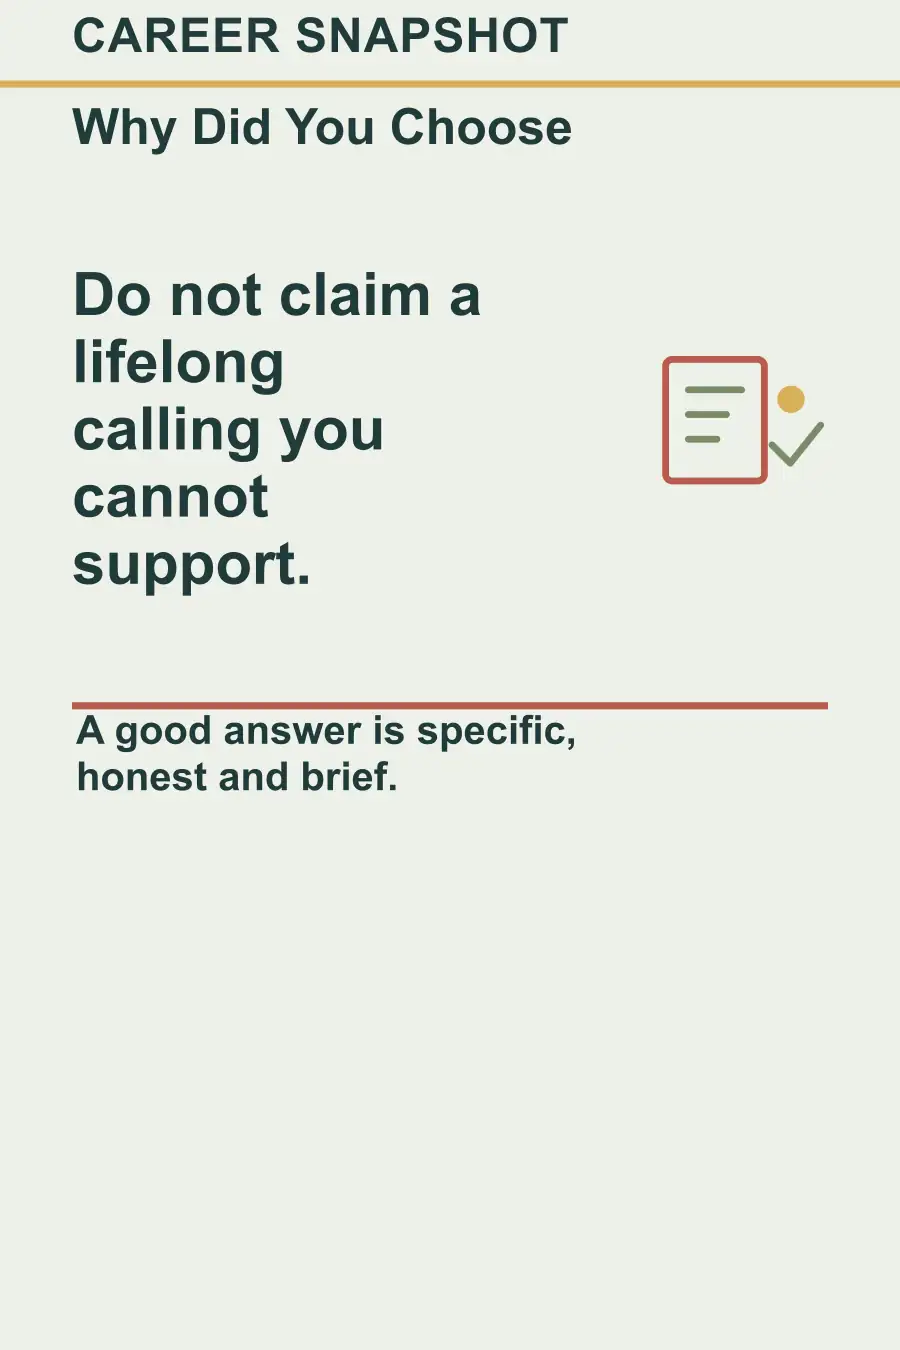 CAREER SNAPSHOT
Why Did You Choose
Do not claim a
lifelong
calling you
cannot
support.
A good answer is specific,
honest and brief.